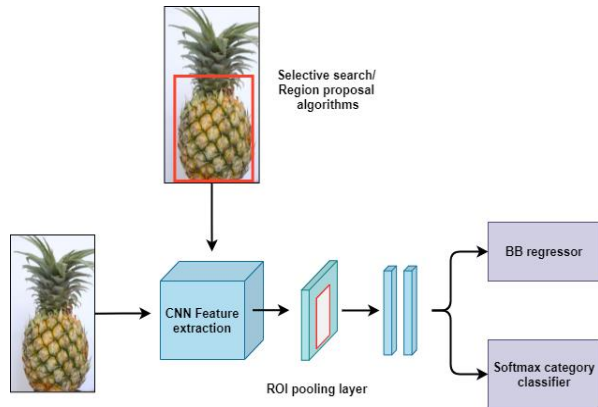 Selective search/
Region proposal
algorithms
CNN Feature
extraction
ROI pooling layer
BB regressor
Softmax category
classifier